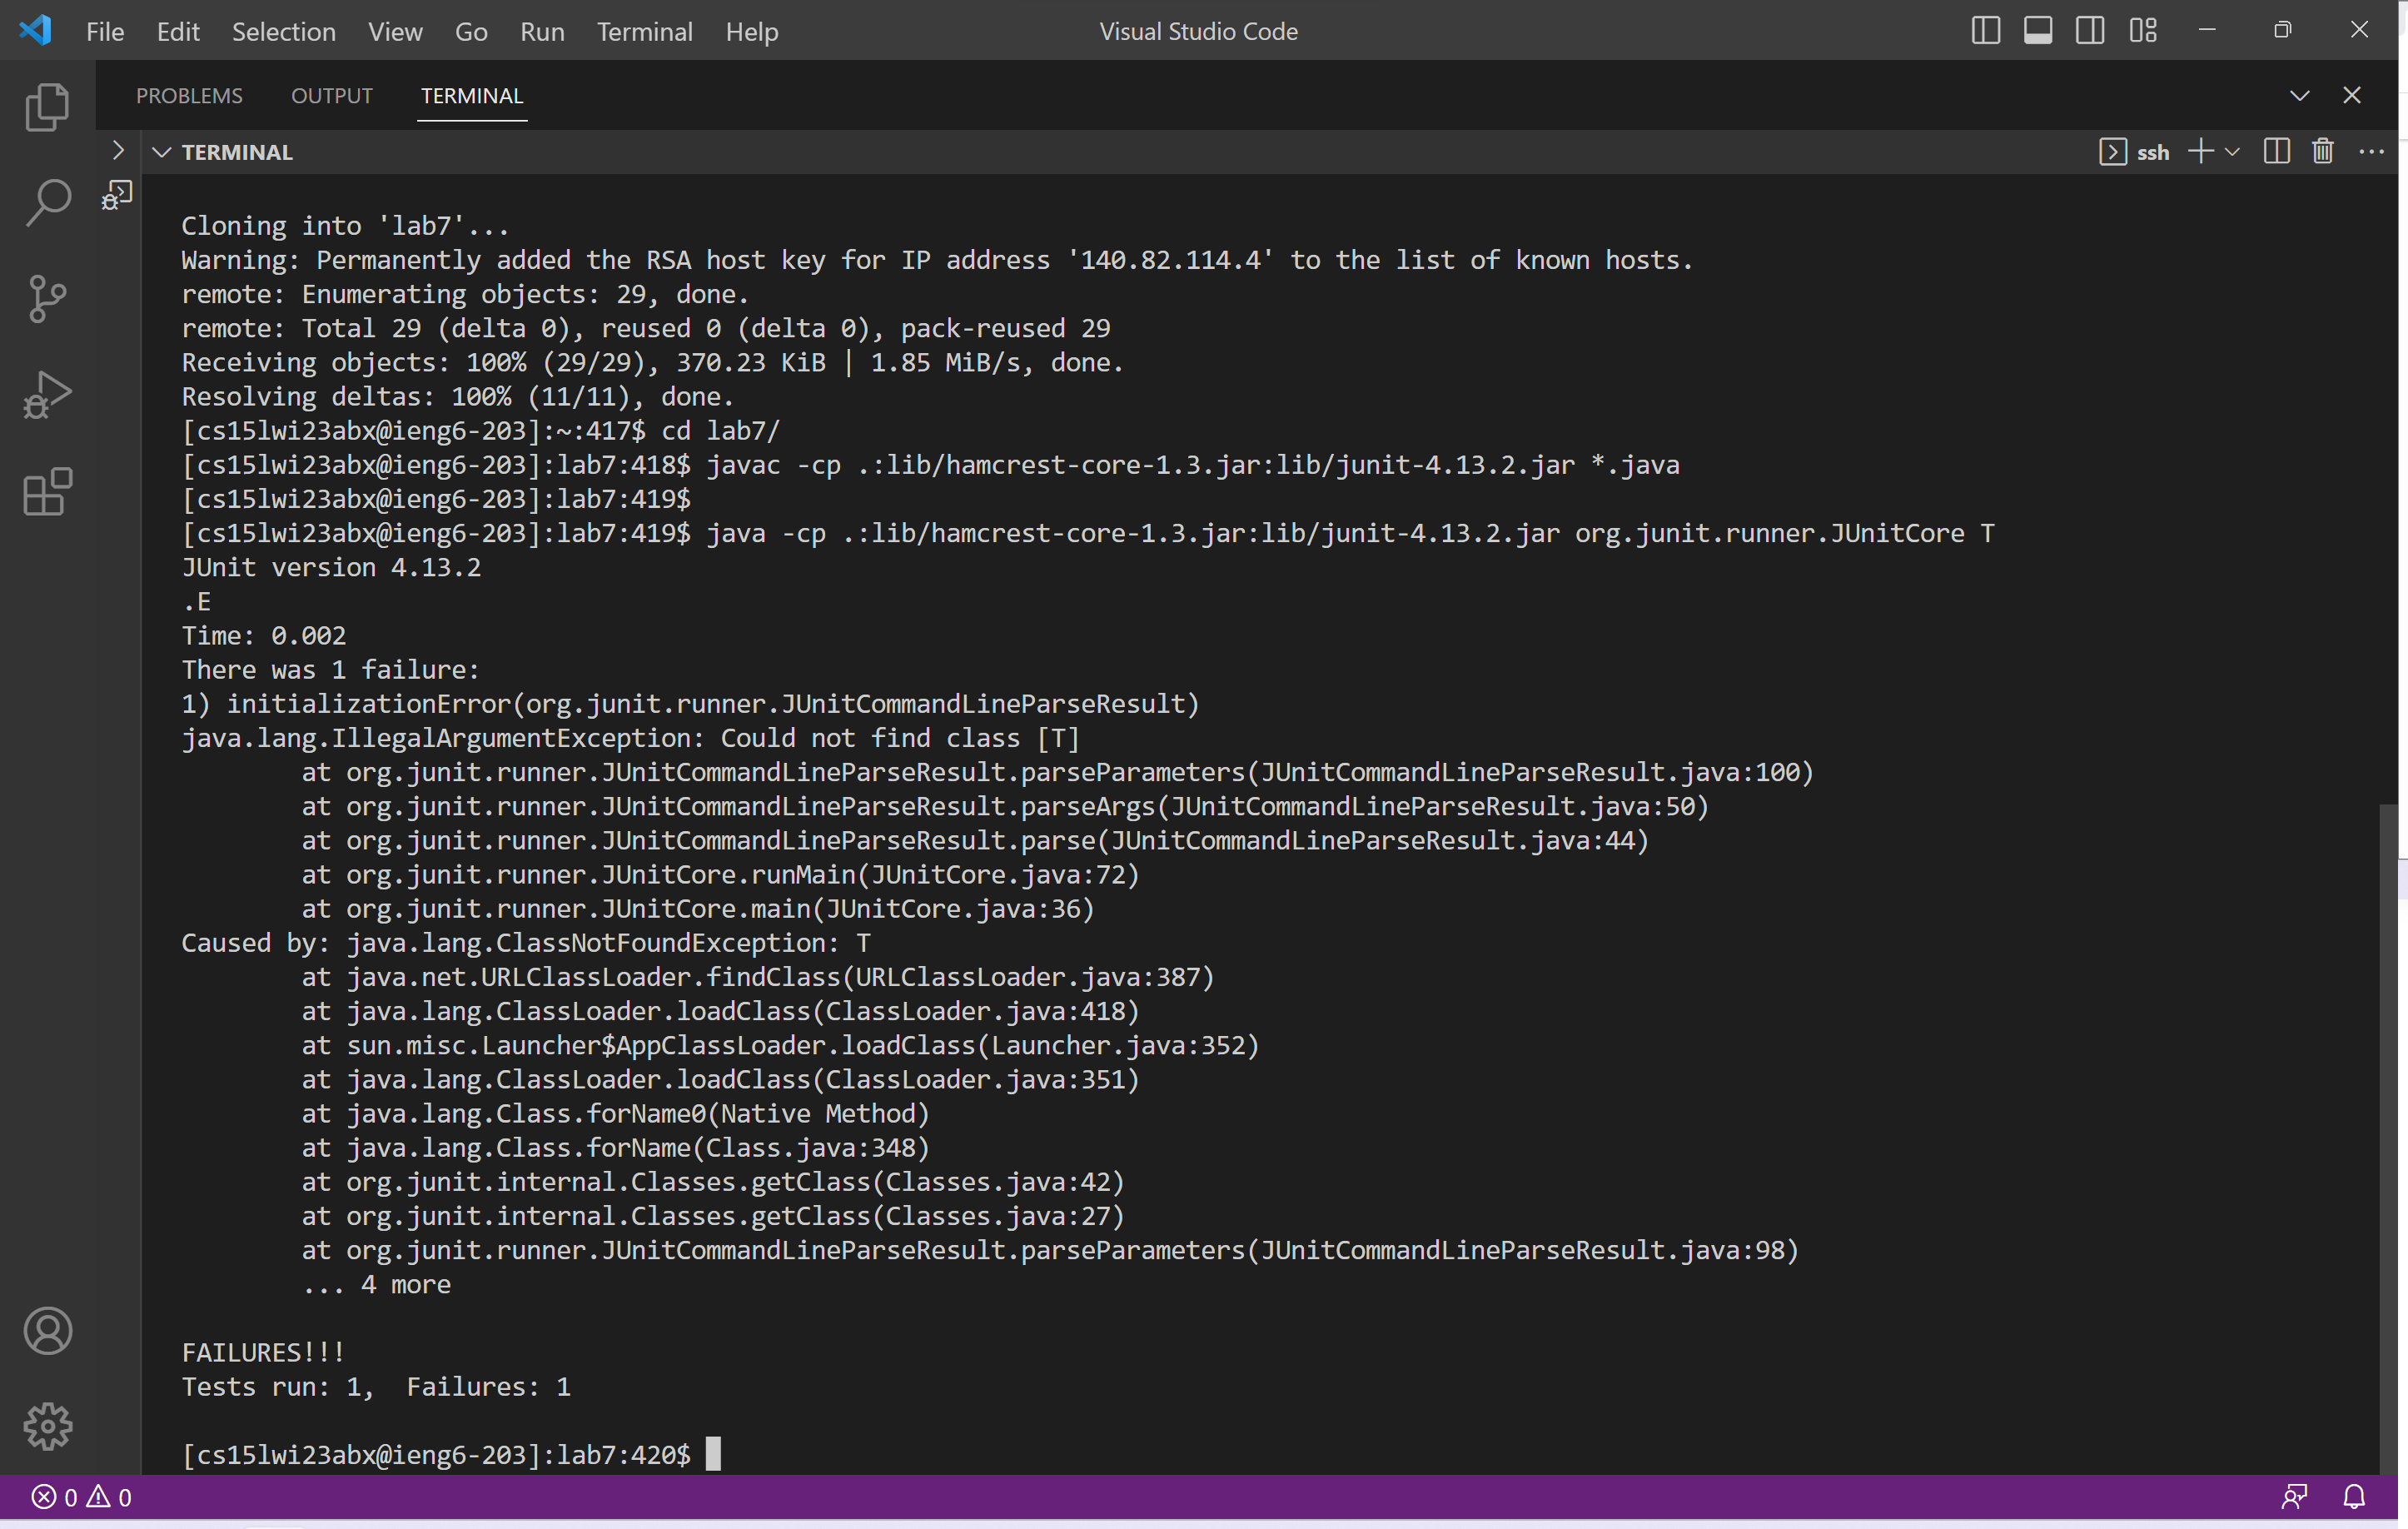 File Edit Selection View Go Run Terminal Help Visual Studio Code
PROBLEMS OUTPUT TERMINAL
TERMINAL ssh
Cloning into 'lab7'...
Warning: Permanently added the RSA host key for IP address '140.82.114.4' to the list of known hosts.
remote: Enumerating objects: 29, done.
remote: Total 29 (delta 0), reused 0 (delta 0), pack-reused 29
Receiving objects: 100% (29/29), 370.23 KiB | 1.85 MiB/s, done.
Resolving deltas: 100% (11/11), done.
[cs15lwi23abx@ieng6-203]:~:417$ cd lab7/
[cs15lwi23abx@ieng6-203]:lab7:418$ javac -cp .:lib/hamcrest-core-1.3.jar:lib/junit-4.13.2.jar *.java
[cs15lwi23abx@ieng6-203]:lab7:419$
[cs15lwi23abx@ieng6-203]:lab7:419$ java -cp .:lib/hamcrest-core-1.3.jar:lib/junit-4.13.2.jar org.junit.runner.JUnitCore T
JUnit version 4.13.2
.E
Time: 0.002
There was 1 failure:
1) initializationError(org.junit.runner.JUnitCommandLineParseResult)
java.lang.IllegalArgumentException: Could not find class [T]
at org.junit.runner.JUnitCommandLineParseResult.parseParameters(JUnitCommandLineParseResult.java:100)
at org.junit.runner.JUnitCommandLineParseResult.parseArgs(JUnitCommandLineParseResult.java:50)
at org.junit.runner.JUnitCommandLineParseResult.parse(JUnitCommandLineParseResult.java:44)
at org.junit.runner.JUnitCore.runMain(JUnitCore.java:72)
at org.junit.runner.JUnitCore.main(JUnitCore.java:36)
Caused by: java.lang.ClassNotFoundException: T
at java.net.URLClassLoader.findClass(URLClassLoader.java:387)
at java.lang.ClassLoader.loadClass(ClassLoader.java:418)
at sun.misc.Launcher$AppClassLoader.loadClass(Launcher.java:352)
at java.lang.ClassLoader.loadClass(ClassLoader.java:351)
at java.lang.Class.forName0(Native Method)
at java.lang.Class.forName(Class.java:348)
at org.junit.internal.Classes.getClass(Classes.java:42)
at org.junit.internal.Classes.getClass(Classes.java:27)
at org.junit.runner.JUnitCommandLineParseResult.parseParameters(JUnitCommandLineParseResult.java:98)
... 4 more
FAILURES!!!
Tests run: 1,  Failures: 1
[cs15lwi23abx@ieng6-203]:lab7:420$
0 0